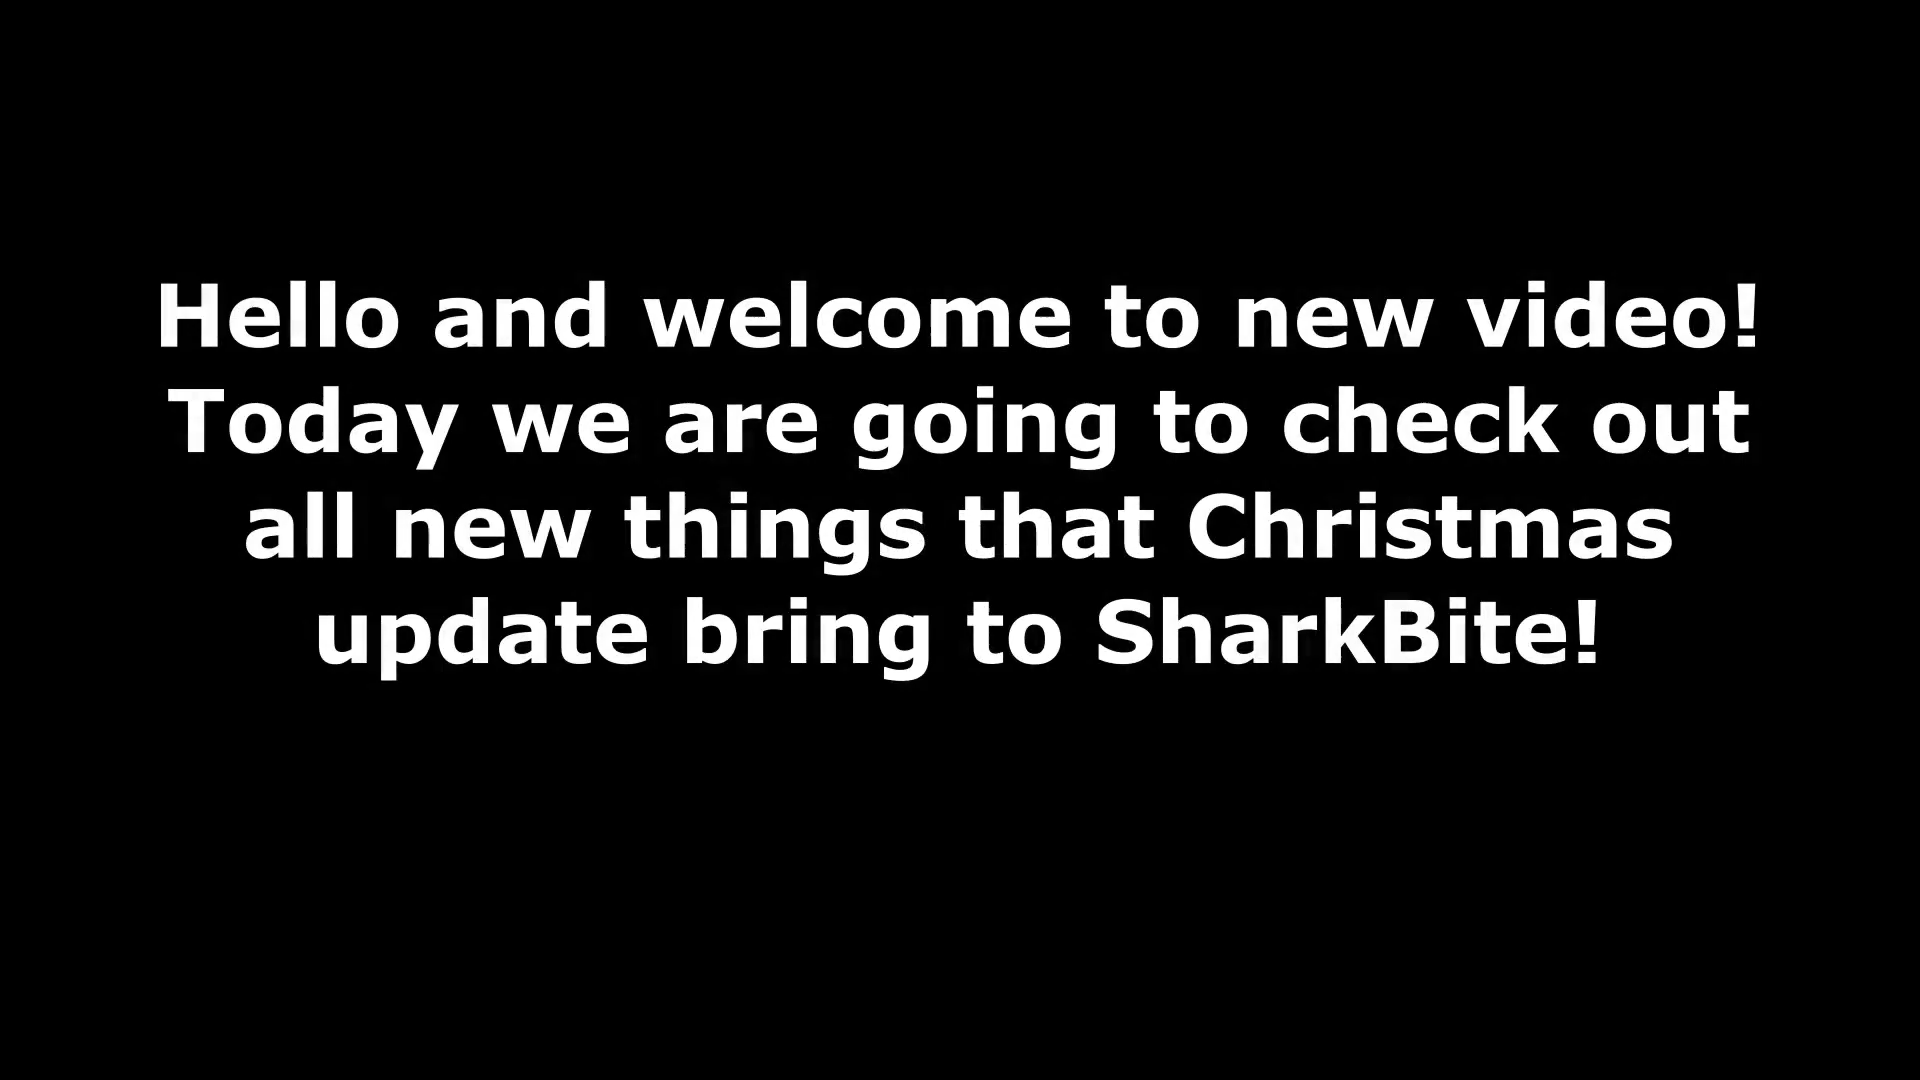 Hello and welcome to new video!
Today we are going to check out
all new things that Christmas
update bring to SharkBite!